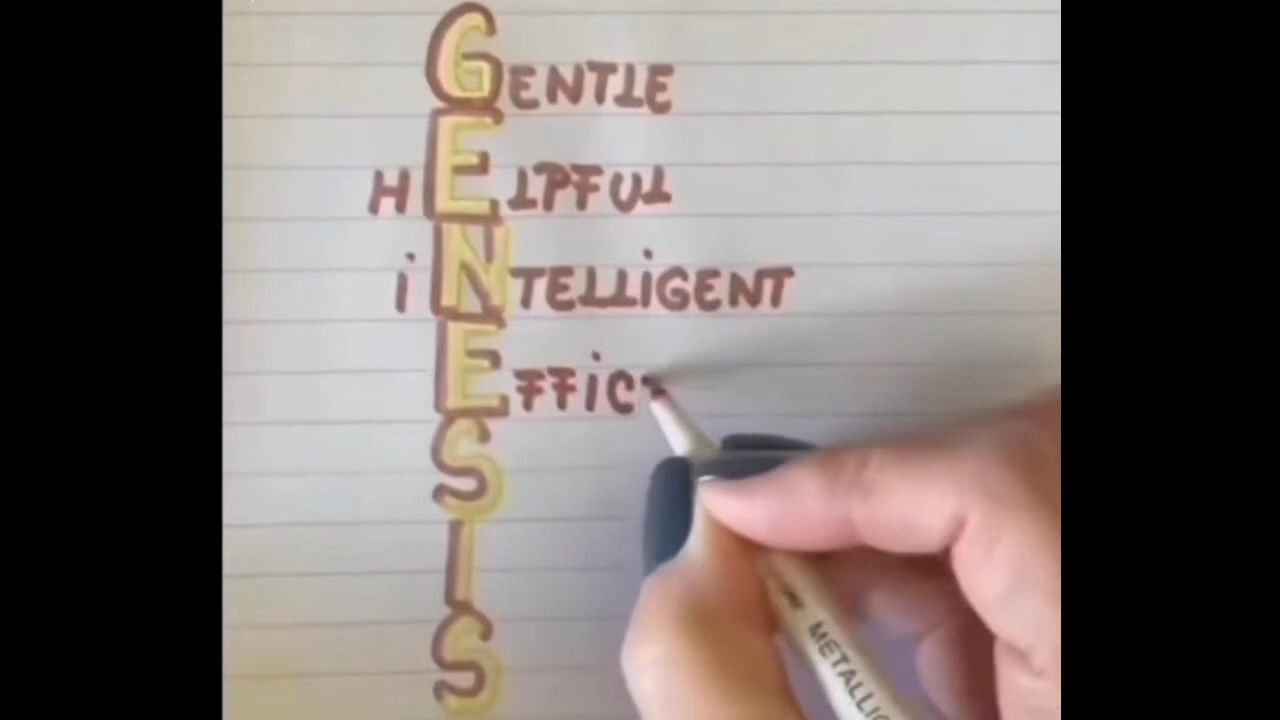 GENTLE
HELPFUL
iNTELLiGENT
EFFiC
S
I
S
METALLIC